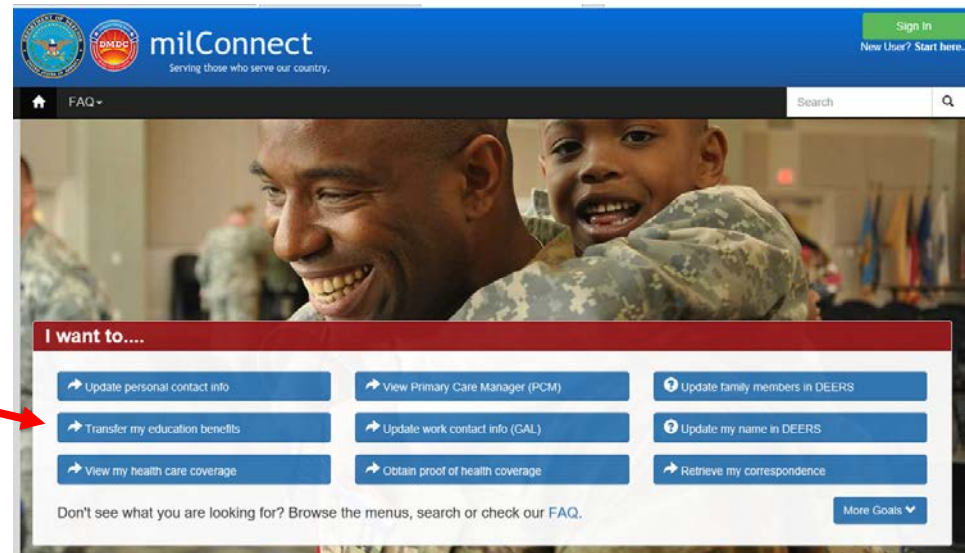 DMDC
milConnect
Serving those who serve our country.
Sign In
New User? Start here.
FAQ
Search
I want to....
Update personal contact info
View Primary Care Manager (PCM)
Update family members in DEERS
Transfer my education benefits
Update work contact info (GAL)
Update my name in DEERS
View my health care coverage
Obtain proof of health coverage
Retrieve my correspondence
Don't see what you are looking for? Browse the menus, search or check our FAQ.
More Goals